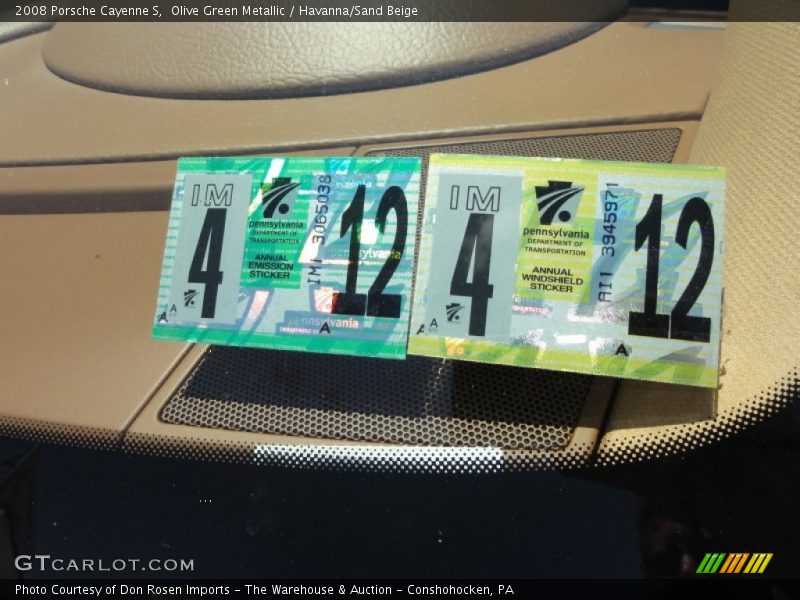 2008 Porsche Cayenne S,  Olive Green Metallic / Havanna/Sand Beige
IM
4
A
A
pennsylvania
DEPARTMENT OF
TRANSPORTATION
ANNUAL
EMISSION
STICKER
IM1 3065038
12
pennsylvania
pennsylvania
A
IM
4
A A
pennsylvania
DEPARTMENT OF
TRANSPORTATION
ANNUAL
WINDSHIELD
STICKER
AI1 3945971
12
A
GTCARLOT.COM
Photo Courtesy of Don Rosen Imports – The Warehouse & Auction – Conshohocken, PA